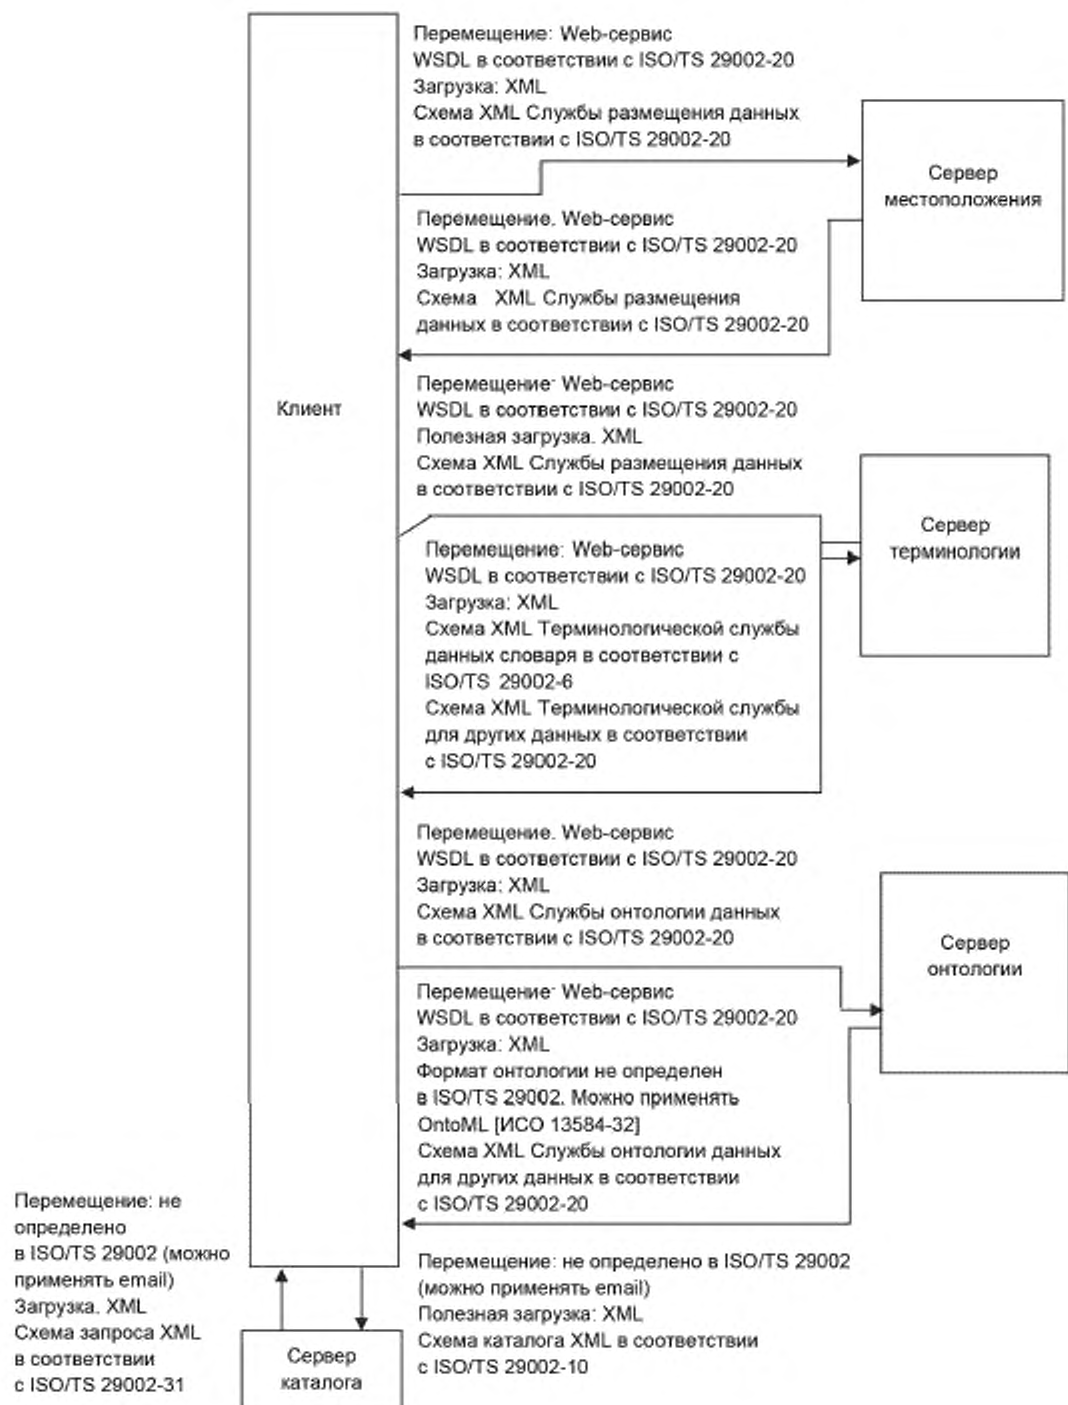 Перемещение: Web-сервис
WSDL в соответствии с ISO/TS 29002-20
Загрузка: XML
Схема XML Службы размещения данных
в соответствии с ISO/TS 29002-20
Сервер
местоположения
Перемещение. Web-сервис
WSDL в соответствии с ISO/TS 29002-20
Загрузка: XML
Схема XML Службы размещения
данных в соответствии с ISO/TS 29002-20
Клиент
Перемещение: Web-сервис
WSDL в соответствии с ISO/TS 29002-20
Полезная загрузка. XML
Схема XML Службы размещения данных
в соответствии с ISO/TS 29002-20
Сервер
терминологии
Перемещение: Web-сервис
WSDL в соответствии с ISO/TS 29002-20
Загрузка: XML
Схема XML Терминологической службы
данных словаря в соответствии с
ISO/TS 29002-6
Схема XML Терминологической службы
для других данных в соответствии
с ISO/TS 29002-20
Перемещение. Web-сервис
WSDL в соответствии с ISO/TS 29002-20
Загрузка: XML
Схема XML Службы онтологии данных
в соответствии с ISO/TS 29002-20
Сервер
онтологии
Перемещение: Web-сервис
WSDL в соответствии с ISO/TS 29002-20
Загрузка: XML
Формат онтологии не определен
в ISO/TS 29002. Можно применять
OntoML [ИСО 13584-32]
Схема XML Службы онтологии данных
для других данных в соответствии
с ISO/TS 29002-20
Перемещение: не
определено
в ISO/TS 29002 (можно
применять email)
Загрузка. XML
Схема запроса XML
в соответствии
с ISO/TS 29002-31
Перемещение: не определено в ISO/TS 29002
(можно применять email)
Полезная загрузка: XML
Схема каталога XML в соответствии
с ISO/TS 29002-10
Сервер
каталога